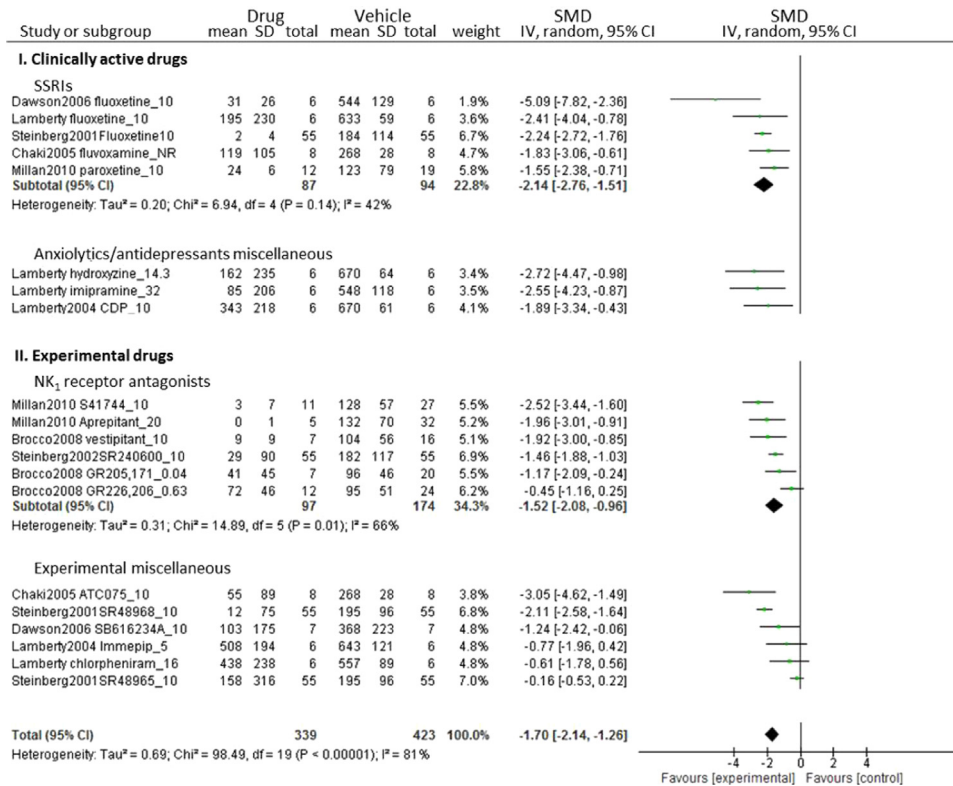 Drug Vehicle SMD SMD
Study or subgroup mean SD total mean SD total weight IV, random, 95% CI IV, random, 95% CI
I. Clinically active drugs
SSRIs
Dawson2006 fluoxetine_10 31 26 6 544 129 6 1.9% -5.09 [-7.82, -2.36]
Lamberty fluoxetine_10 195 230 6 633 59 6 3.6% -2.41 [-4.04, -0.78]
Steinberg2001Fluoxetine10 2 4 55 184 114 55 6.7% -2.24 [-2.72, -1.76]
Chaki2005 fluvoxamine_NR 119 105 8 268 28 8 4.7% -1.83 [-3.06, -0.61]
Millan2010 paroxetine_10 24 6 12 123 79 19 5.8% -1.55 [-2.38, -0.71]
Subtotal (95% CI) 87 94 22.8% -2.14 [-2.76, -1.51]
Heterogeneity: Tau² = 0.20; Chi² = 6.94, df = 4 (P = 0.14); I² = 42%
Anxiolytics/antidepressants miscellaneous
Lamberty hydroxyzine_14.3 162 235 6 670 64 6 3.4% -2.72 [-4.47, -0.98]
Lamberty imipramine_32 85 206 6 548 118 6 3.5% -2.55 [-4.23, -0.87]
Lamberty2004 CDP_10 343 218 6 670 61 6 4.1% -1.89 [-3.34, -0.43]
II. Experimental drugs
NK₁ receptor antagonists
Millan2010 S41744_10 3 7 11 128 57 27 5.5% -2.52 [-3.44, -1.60]
Millan2010 Aprepitant_20 0 1 5 132 70 32 5.2% -1.96 [-3.01, -0.91]
Brocco2008 vestipitant_10 9 9 7 104 56 16 5.1% -1.92 [-3.00, -0.85]
Steinberg2002SR240600_10 29 90 55 182 117 55 6.9% -1.46 [-1.88, -1.03]
Brocco2008 GR205,171_0.04 41 45 7 96 46 20 5.5% -1.17 [-2.09, -0.24]
Brocco2008 GR226,206_0.63 72 46 12 95 51 24 6.2% -0.45 [-1.16, 0.25]
Subtotal (95% CI) 97 174 34.3% -1.52 [-2.08, -0.96]
Heterogeneity: Tau² = 0.31; Chi² = 14.89, df = 5 (P = 0.01); I² = 66%
Experimental miscellaneous
Chaki2005 ATC075_10 55 89 8 268 28 8 3.8% -3.05 [-4.62, -1.49]
Steinberg2001SR48968_10 12 75 55 195 96 55 6.8% -2.11 [-2.58, -1.64]
Dawson2006 SB616234A_10 103 175 7 368 223 7 4.8% -1.24 [-2.42, -0.06]
Lamberty2004 Immepip_5 508 194 6 643 121 6 4.8% -0.77 [-1.96, 0.42]
Lamberty chlorpheniram_16 438 238 6 557 89 6 4.8% -0.61 [-1.78, 0.56]
Steinberg2001SR48965_10 158 316 55 195 96 55 7.0% -0.16 [-0.53, 0.22]
Total (95% CI) 339 423 100.0% -1.70 [-2.14, -1.26]
Heterogeneity: Tau² = 0.69; Chi² = 98.49, df = 19 (P < 0.00001); I² = 81%
-4 -2 0 2 4
Favours [experimental] Favours [control]